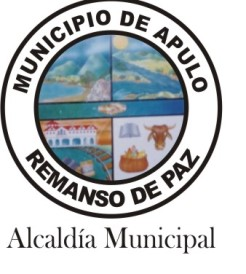 MUNICIPIO DE APULO
REMANSO DE PAZ
Alcaldía Municipal